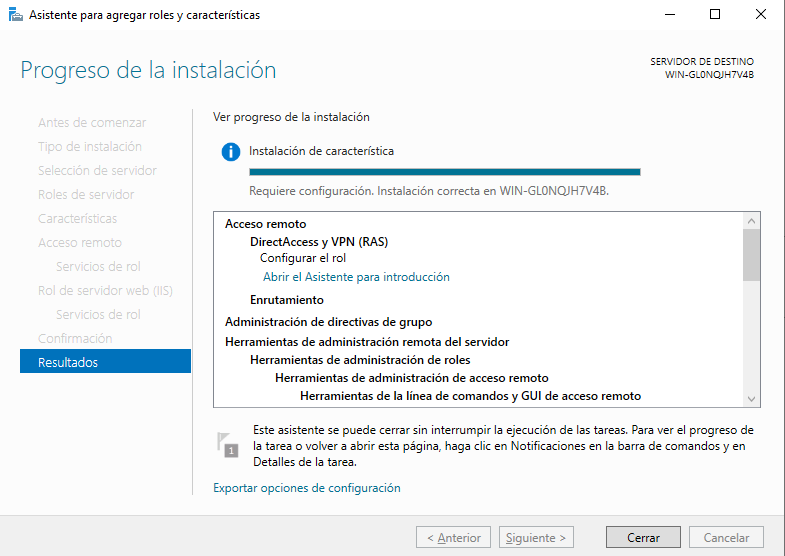 Asistente para agregar roles y características
Progreso de la instalación
SERVIDOR DE DESTINO
WIN-GL0NQJH7V4B
Antes de comenzar
Tipo de instalación
Selección de servidor
Roles de servidor
Características
Acceso remoto
Servicios de rol
Rol de servidor web (IIS)
Servicios de rol
Confirmación
Resultados
Ver progreso de la instalación
Instalación de característica
Requiere configuración. Instalación correcta en WIN-GL0NQJH7V4B.
Acceso remoto
DirectAccess y VPN (RAS)
Configurar el rol
Abrir el Asistente para introducción
Enrutamiento
Administración de directivas de grupo
Herramientas de administración remota del servidor
Herramientas de administración de roles
Herramientas de administración de acceso remoto
Herramientas de la línea de comandos y GUI de acceso remoto
1
Este asistente se puede cerrar sin interrumpir la ejecución de las tareas. Para ver el progreso de
la tarea o volver a abrir esta página, haga clic en Notificaciones en la barra de comandos y en
Detalles de la tarea.
Exportar opciones de configuración
< Anterior
Siguiente >
Cerrar
Cancelar